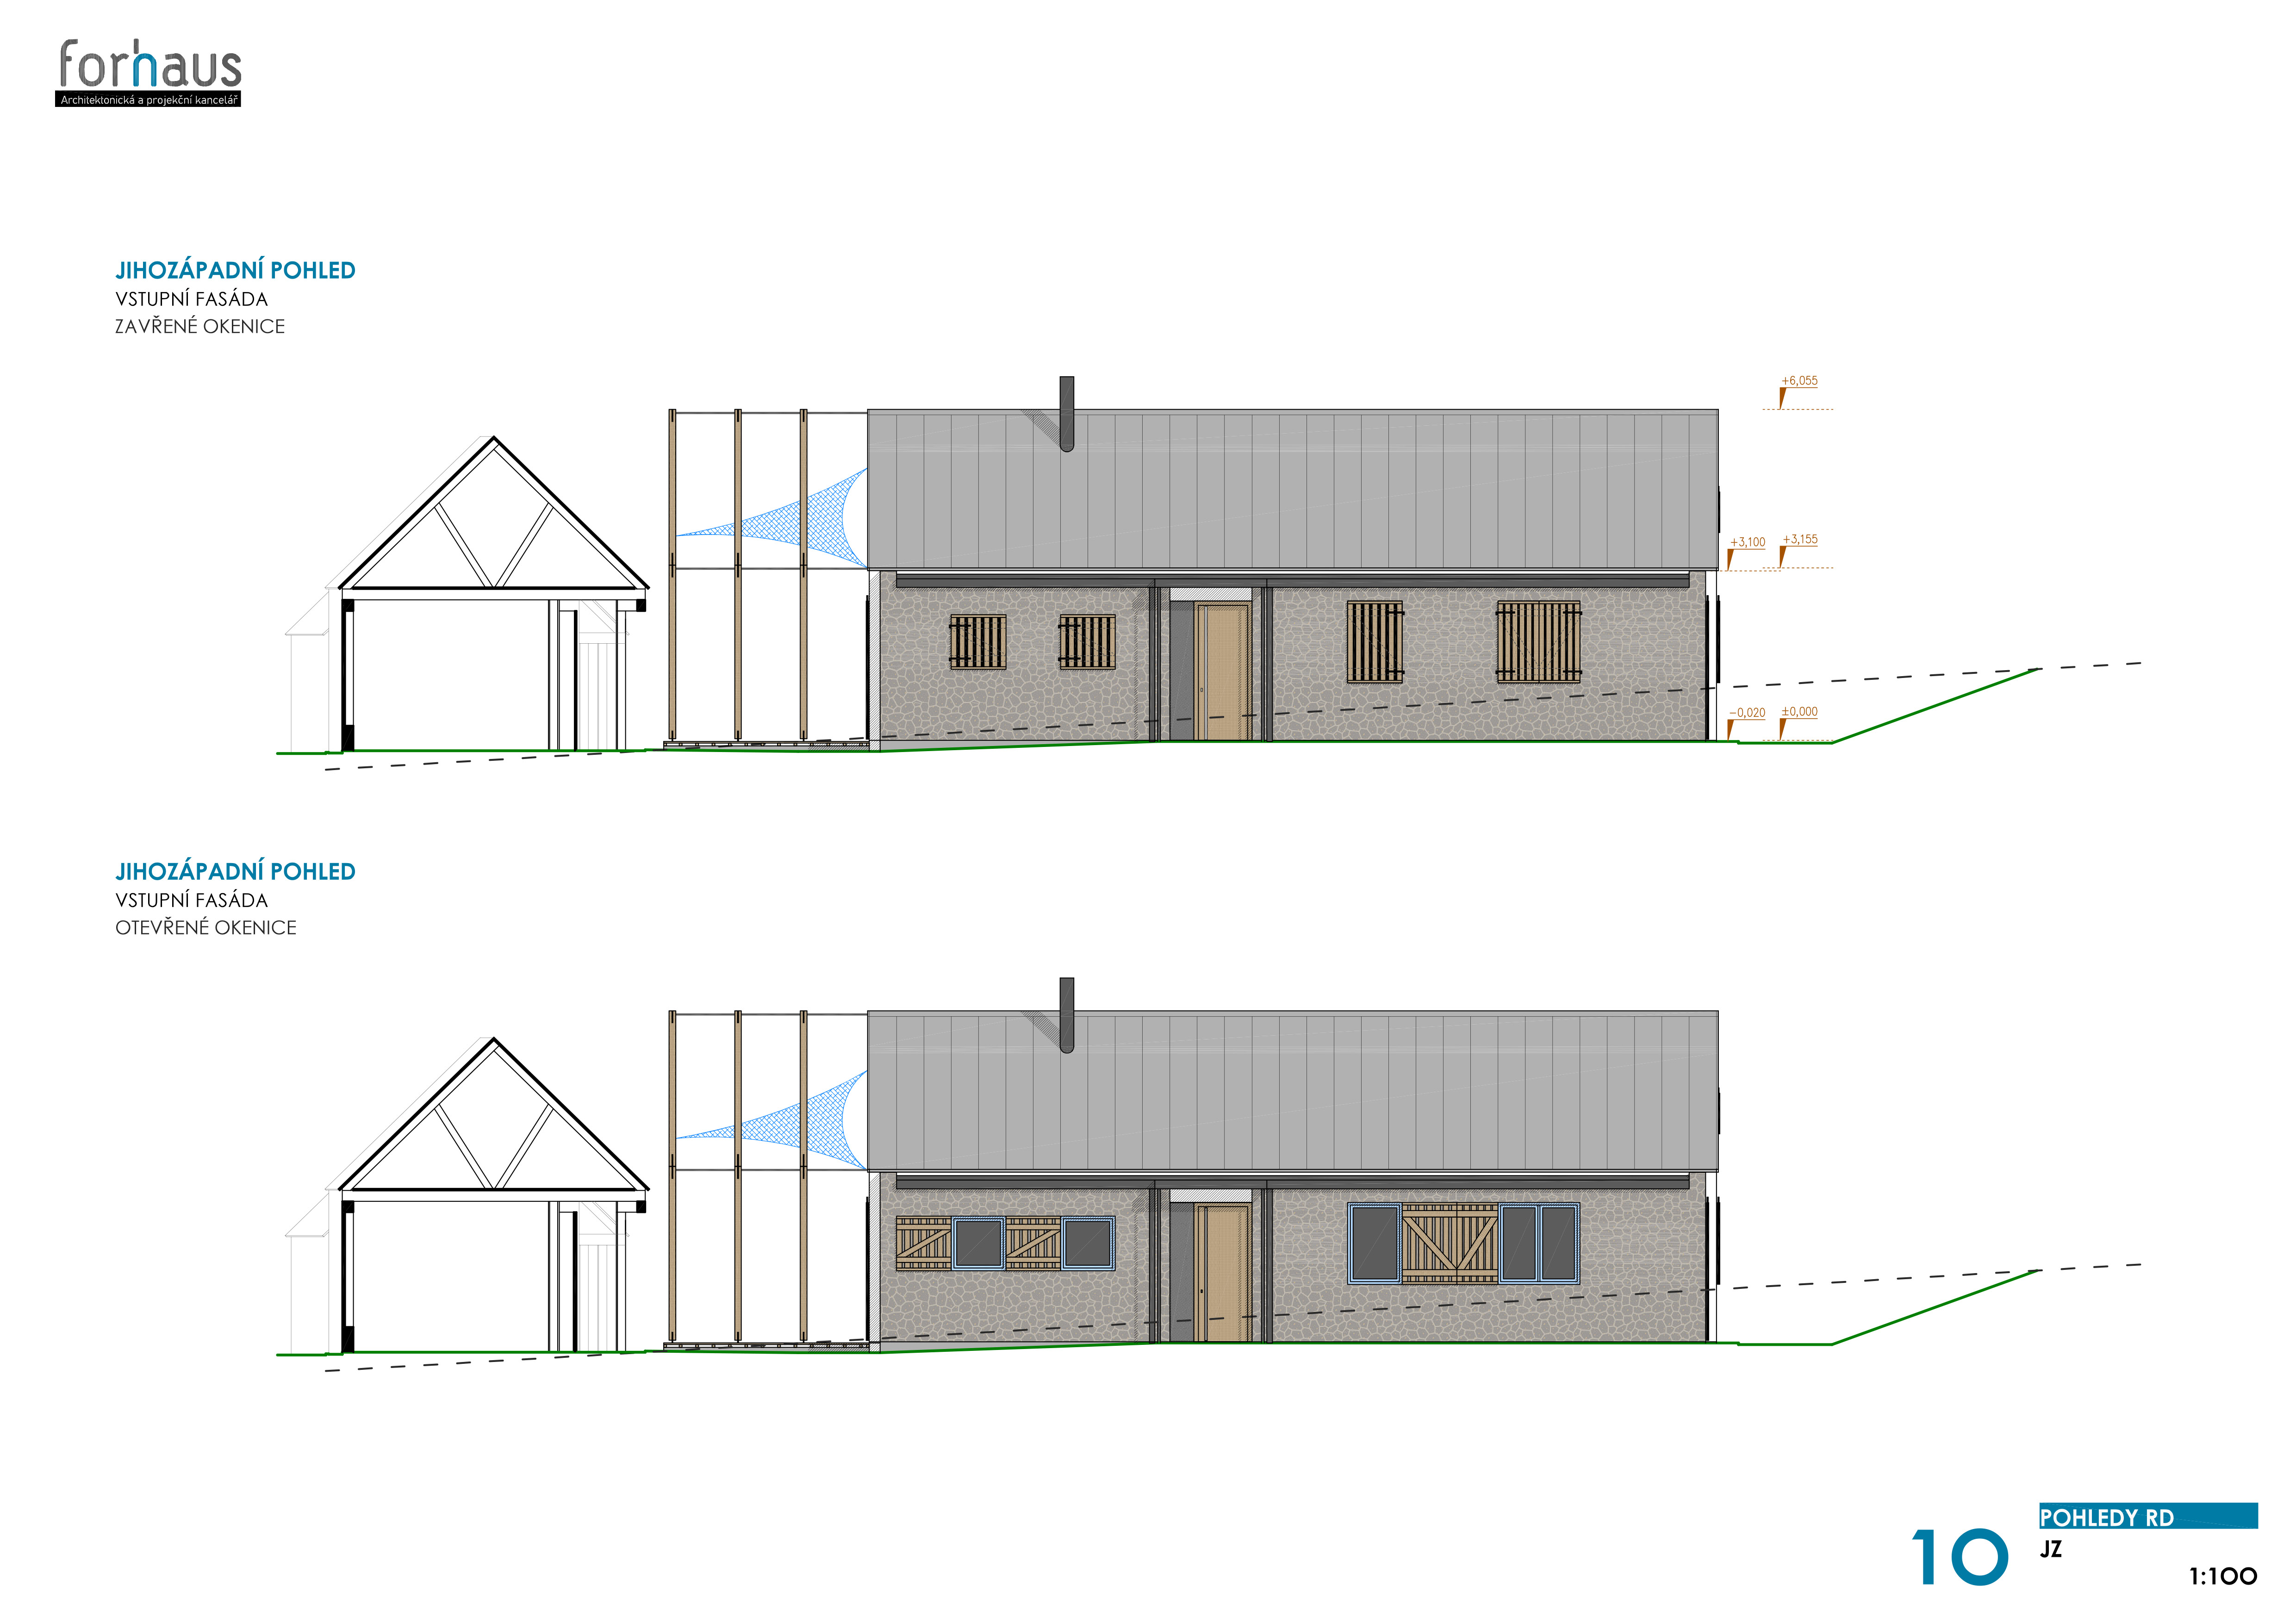 forhaus
Architektonická a projekční kancelář
JIHOZÁPADNÍ POHLED
VSTUPNÍ FASÁDA
ZAVŘENÉ OKENICE
+6,055
+3,100
+3,155
-0,020
±0,000
JIHOZÁPADNÍ POHLED
VSTUPNÍ FASÁDA
OTEVŘENÉ OKENICE
10
POHLEDY RD
JZ
1:100